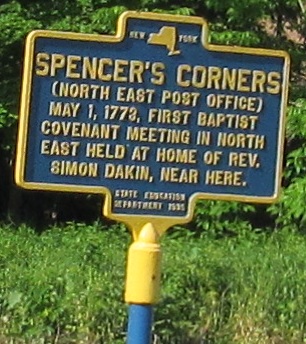 NEW YORK
SPENCER'S CORNERS
(NORTH EAST POST OFFICE)
MAY 1, 1773, FIRST BAPTIST
COVENANT MEETING IN NORTH
EAST HELD AT HOME OF REV.
SIMON DAKIN, NEAR HERE.
STATE EDUCATION
DEPARTMENT